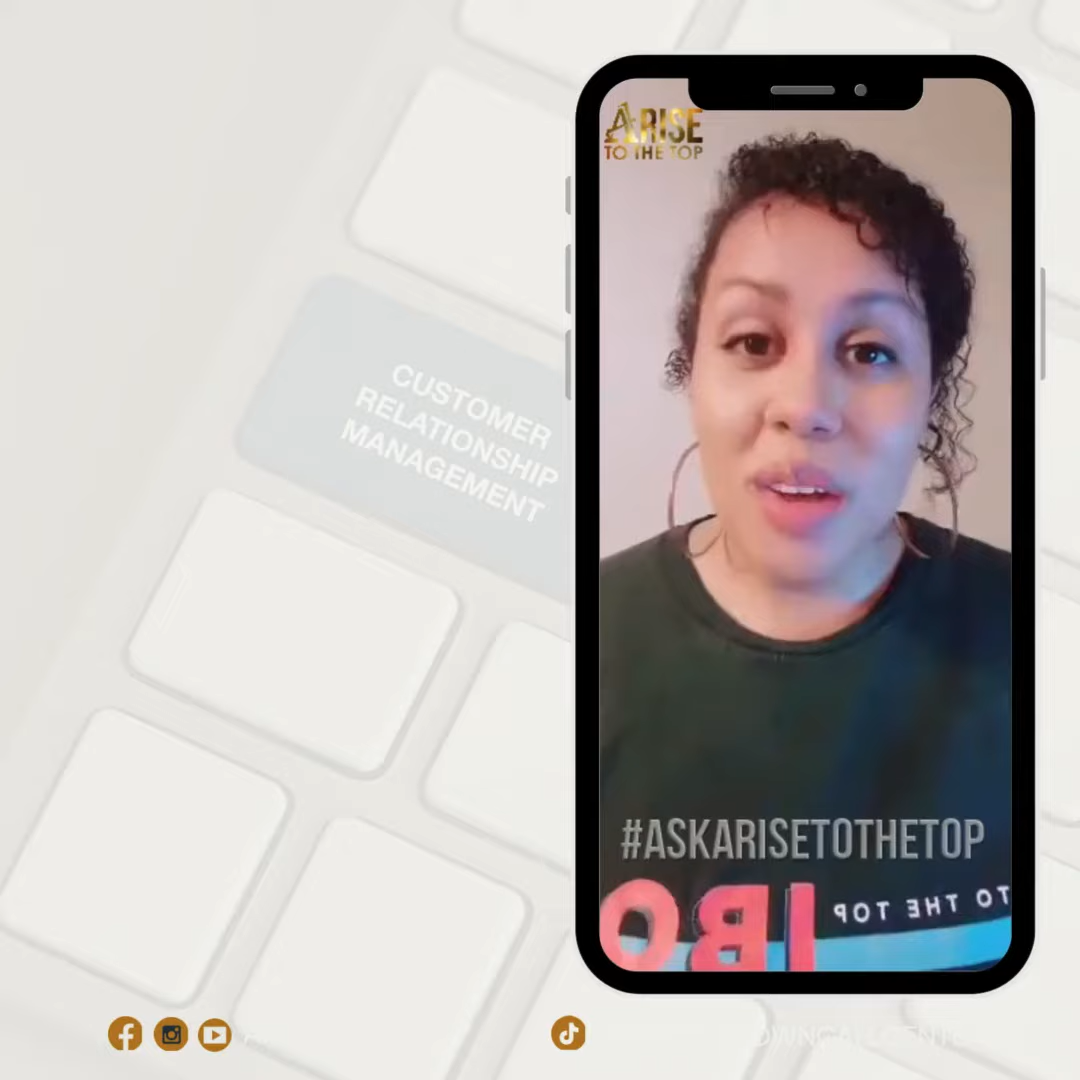 ARISE
TO THE TOP
CUSTOMER
RELATIONSHIP
MANAGEMENT
#ASKARISETOTHETOP
TO THE TOP
IBO